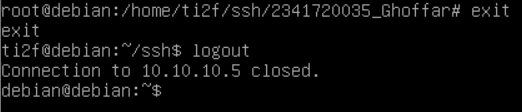 root@debian:/home/ti2f/ssh/2341720035_Ghoffar# exit
exit
ti2f@debian:~/ssh$ logout
Connection to 10.10.10.5 closed.
debian@debian:~$